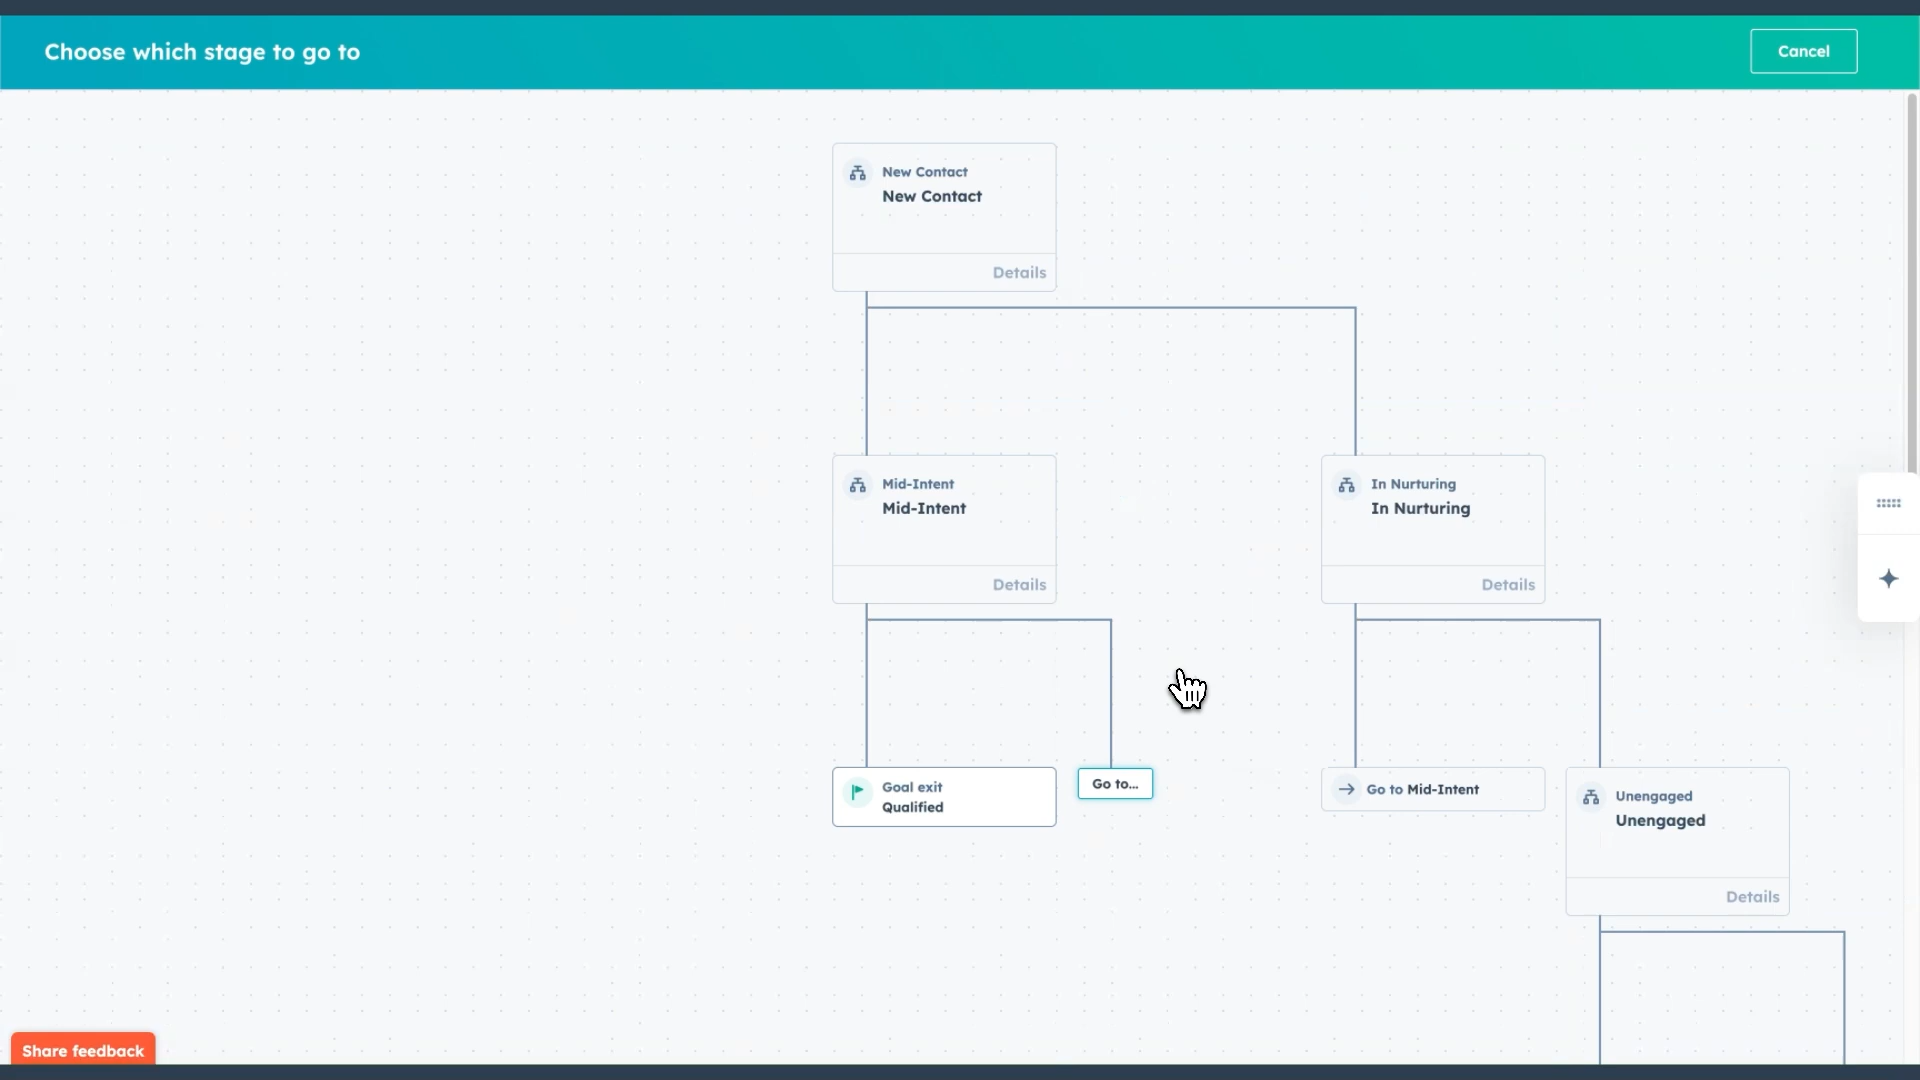 Choose which stage to go to
Cancel
New Contact
New Contact
Details
Mid-Intent
Mid-Intent
Details
In Nurturing
In Nurturing
Details
Goal exit
Qualified
Go to...
Go to Mid-Intent
Unengaged
Unengaged
Details
Share feedback